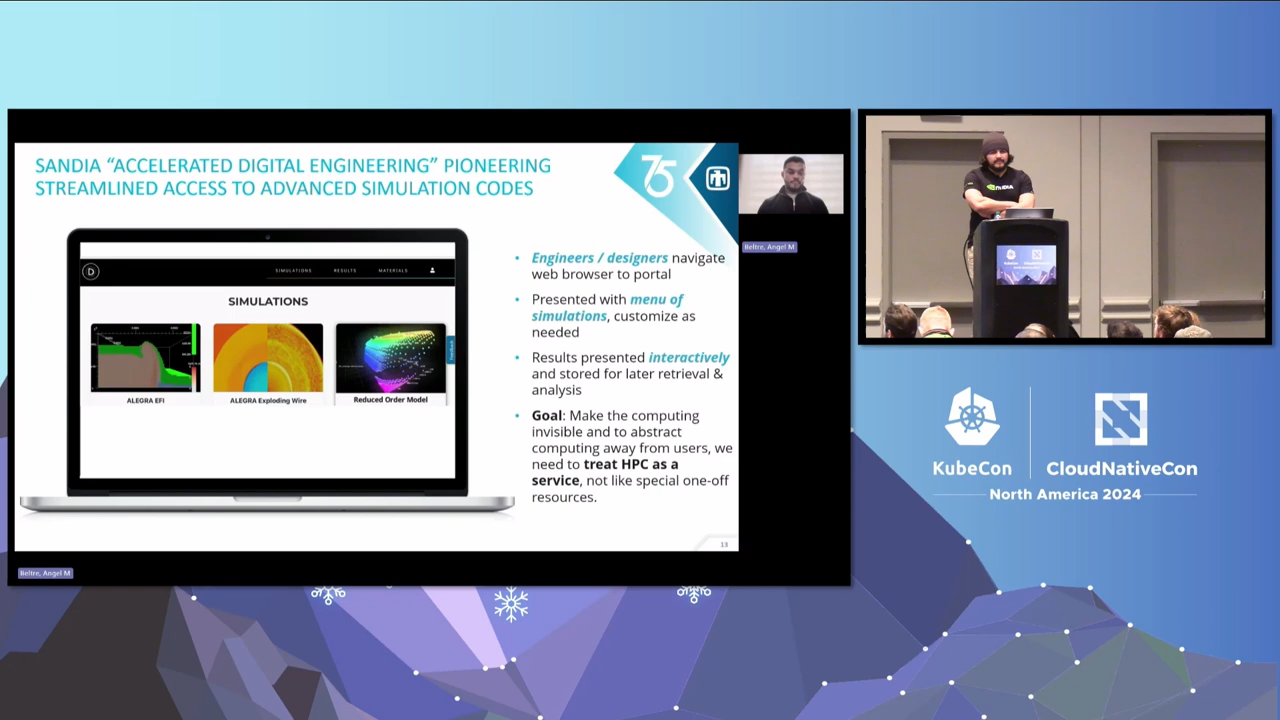 SANDIA “ACCELERATED DIGITAL ENGINEERING” PIONEERING
STREAMLINED ACCESS TO ADVANCED SIMULATION CODES
75
D
SIMULATIONS
RESULTS
MATERIALS
SIMULATIONS
ALEGRA EFI
ALEGRA Exploding Wire
Reduced Order Model
Feedback
• Engineers / designers navigate
web browser to portal
• Presented with menu of
simulations, customize as
needed
• Results presented interactively
and stored for later retrieval &
analysis
• Goal: Make the computing
invisible and to abstract
computing away from users, we
need to treat HPC as a
service, not like special one-off
resources.
13
Beltre, Angel M
Beltre, Angel M
NVIDIA
KubeCon
CloudNativeCon
North America 2024